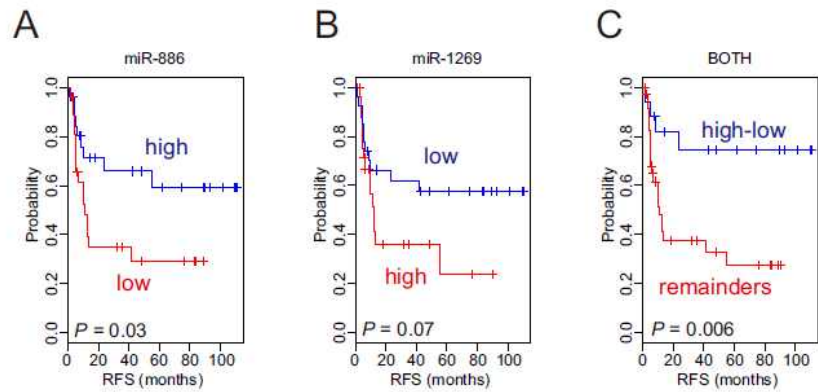 A
miR-886
Probability
1.0
0.8
0.6
0.4
0.2
0.0
high
low
P = 0.03
0 20 40 60 80 100
RFS (months)
B
miR-1269
Probability
1.0
0.8
0.6
0.4
0.2
0.0
low
high
P = 0.07
0 20 40 60 80 100
RFS (months)
C
BOTH
Probability
1.0
0.8
0.6
0.4
0.2
0.0
high-low
remainders
P = 0.006
0 20 40 60 80 100
RFS (months)